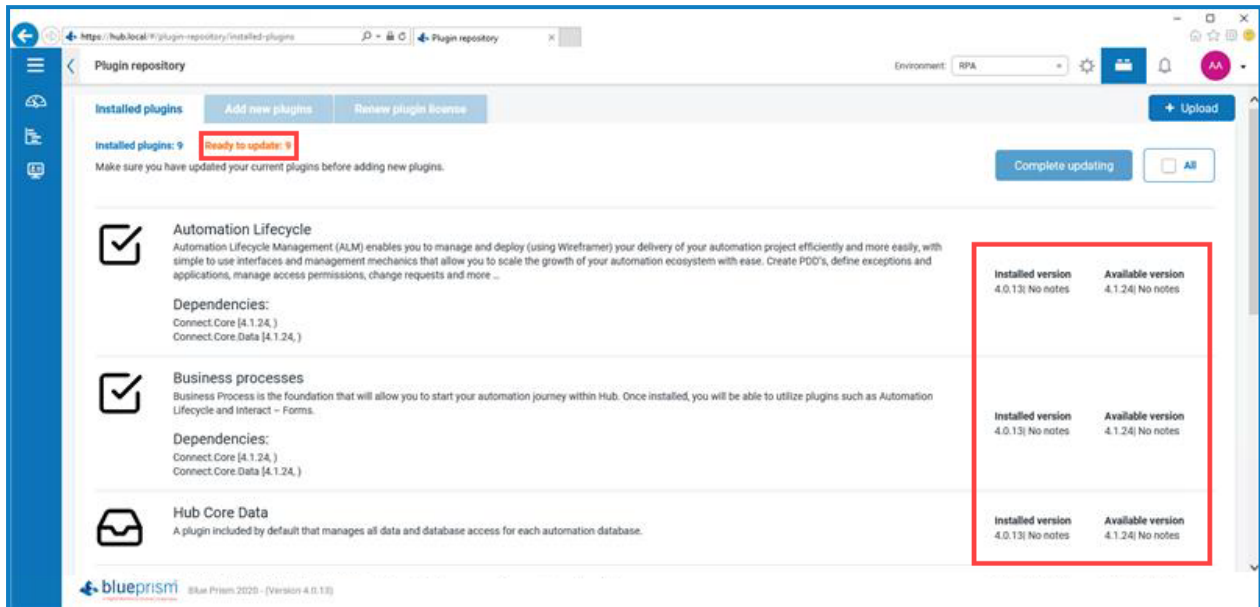 https://hub.local/#/plugin-repository/installed-plugins
Plugin repository
Plugin repository
Environment: RPA
AA
Installed plugins
Add new plugins
Renew plugin license
+ Upload
Installed plugins: 9
Ready to update: 9
Make sure you have updated your current plugins before adding new plugins.
Complete updating
All
Automation Lifecycle
Automation Lifecycle Management (ALM) enables you to manage and deploy (using Wireframer) your delivery of your automation project efficiently and more easily, with
simple to use interfaces and management mechanics that allow you to scale the growth of your automation ecosystem with ease. Create PDD's, define exceptions and
applications, manage access permissions, change requests and more ...
Installed version
Available version
4.0.13| No notes
4.1.24| No notes
Dependencies:
Connect.Core [4.1.24, )
Connect.Core.Data [4.1.24, )
Business processes
Business Process is the foundation that will allow you to start your automation journey within Hub. Once installed, you will be able to utilize plugins such as Automation
Lifecycle and Interact – Forms.
Installed version
Available version
4.0.13| No notes
4.1.24| No notes
Dependencies:
Connect.Core [4.1.24, )
Connect.Core.Data [4.1.24, )
Hub Core Data
A plugin included by default that manages all data and database access for each automation database.
Installed version
Available version
4.0.13| No notes
4.1.24| No notes
blueprism
Blue Prism 2020 - (Version 4.0.13)